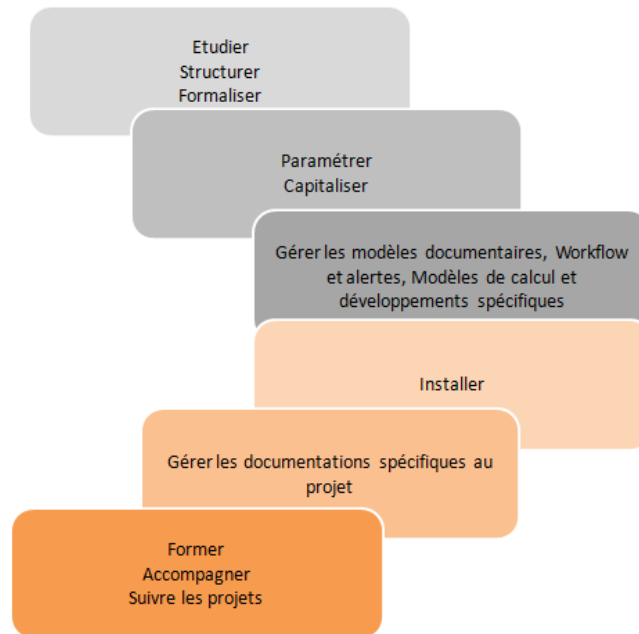 Etudier
Structurer
Formaliser
Paramétrer
Capitaliser
Gérer les modèles documentaires, Workflow
et alertes, Modèles de calcul et
développements spécifiques
Installer
Gérer les documentations spécifiques au
projet
Former
Accompagner
Suivre les projets